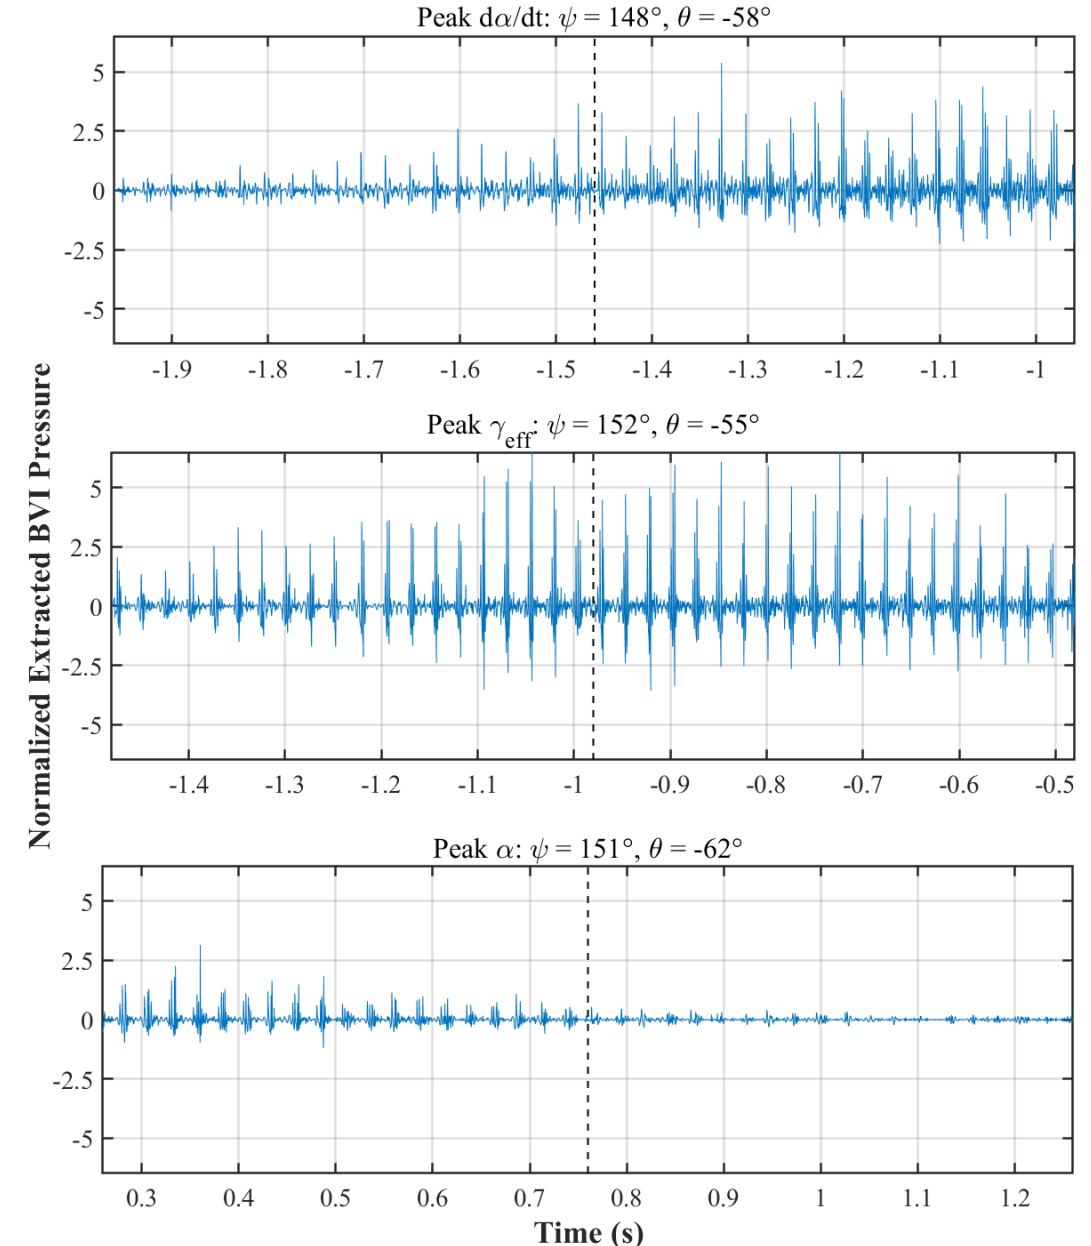 Peak dα/dt: ψ = 148°, θ = -58°
5
2.5
0
-2.5
-5
-1.9 -1.8 -1.7 -1.6 -1.5 -1.4 -1.3 -1.2 -1.1 -1
Normalized Extracted BVI Pressure
Peak γeff: ψ = 152°, θ = -55°
5
2.5
0
-2.5
-5
-1.4 -1.3 -1.2 -1.1 -1 -0.9 -0.8 -0.7 -0.6 -0.5
Peak α: ψ = 151°, θ = -62°
5
2.5
0
-2.5
-5
0.3 0.4 0.5 0.6 0.7 0.8 0.9 1 1.1 1.2
Time (s)